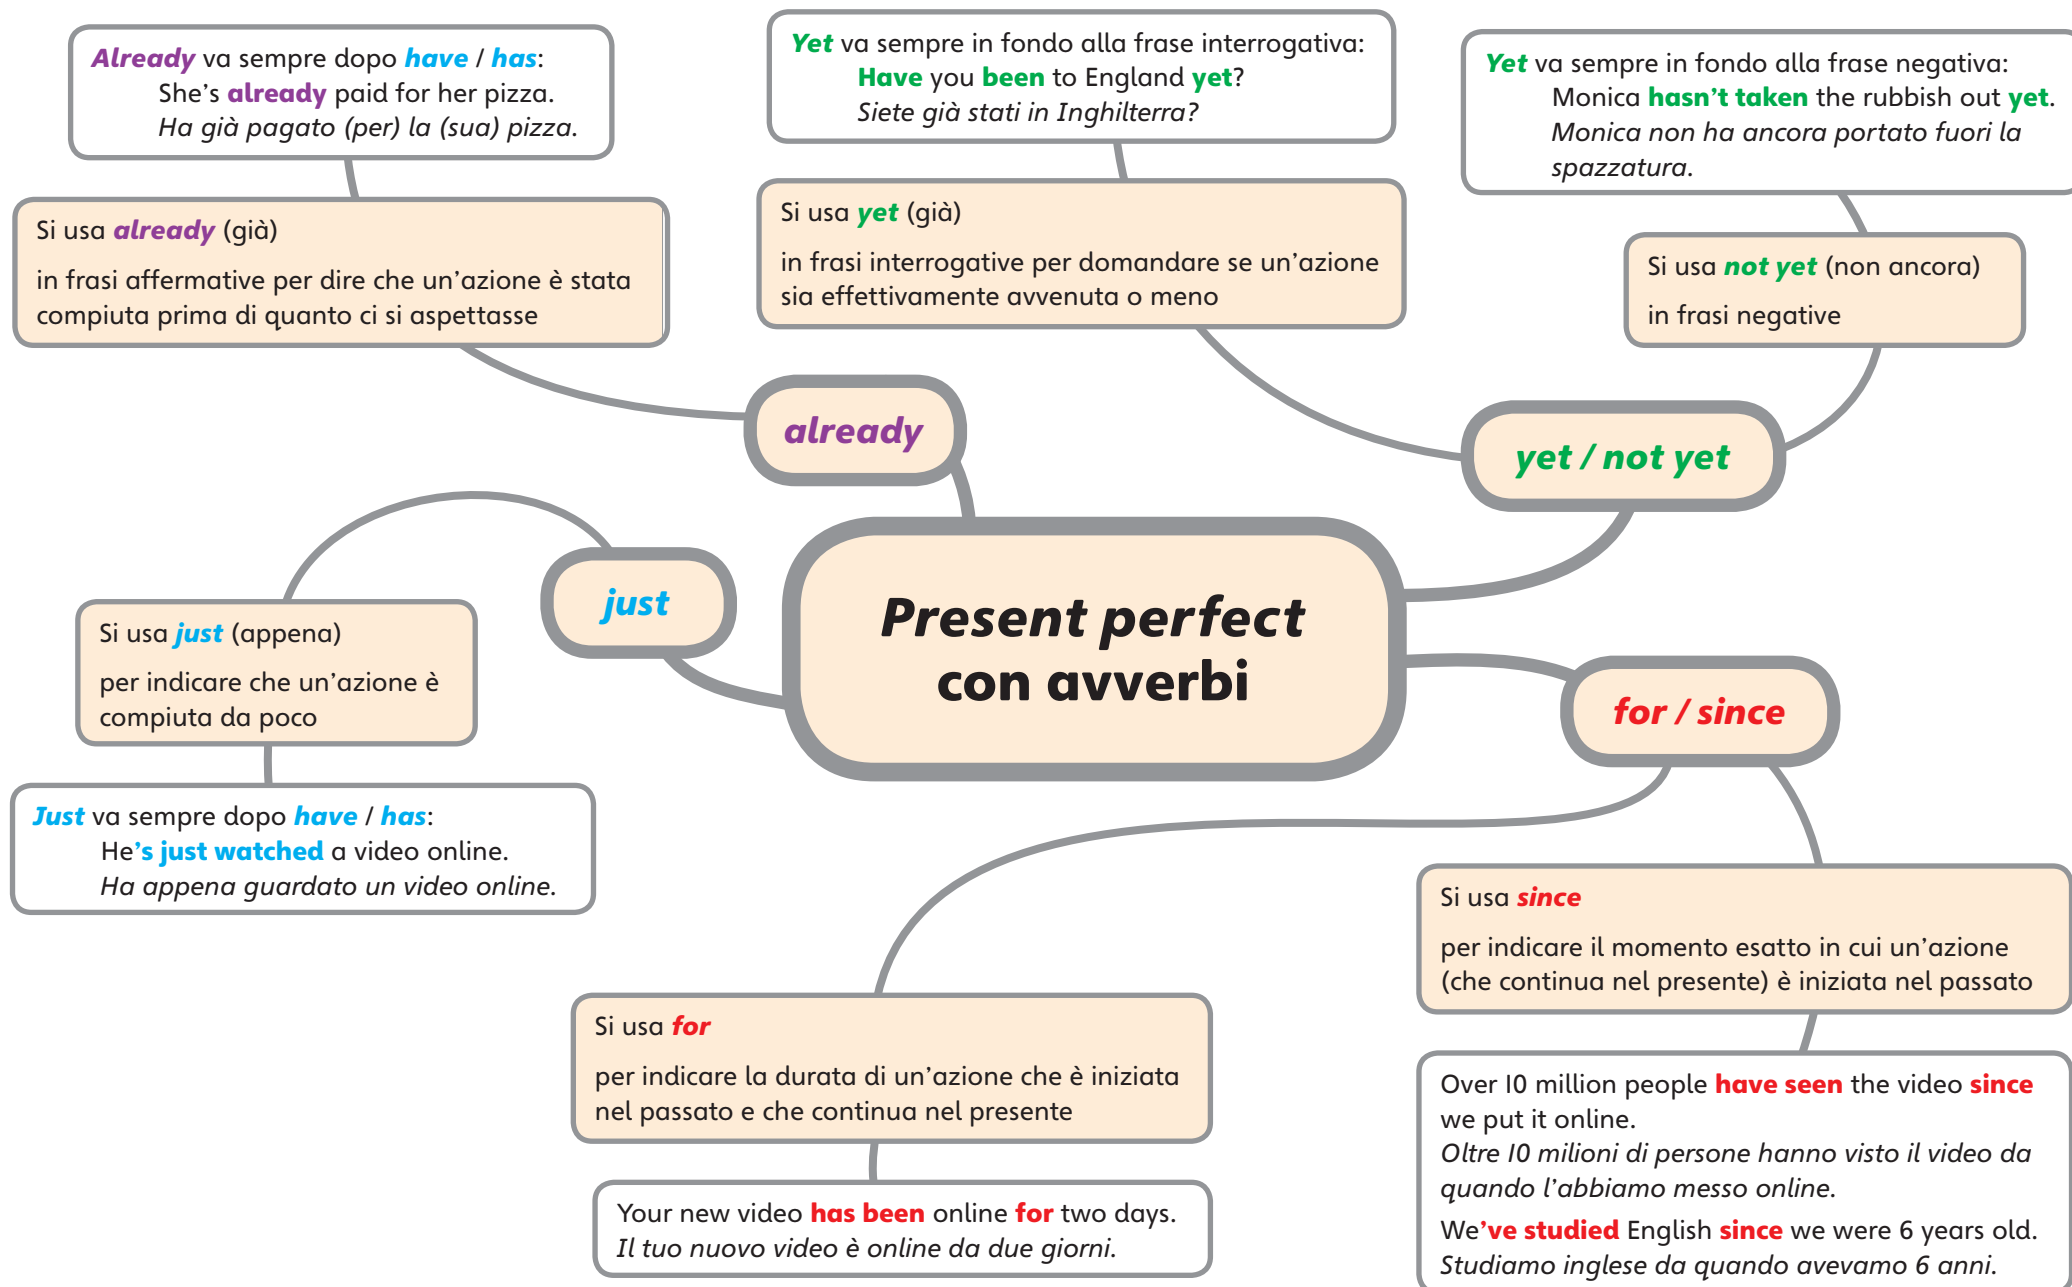 Already va sempre dopo have / has:
She's already paid for her pizza.
Ha già pagato (per) la (sua) pizza.
Si usa already (già)
in frasi affermative per dire che un'azione è stata
compiuta prima di quanto ci si aspettasse
already
Yet va sempre in fondo alla frase interrogativa:
Have you been to England yet?
Siete già stati in Inghilterra?
Si usa yet (già)
in frasi interrogative per domandare se un'azione
sia effettivamente avvenuta o meno
Yet va sempre in fondo alla frase negativa:
Monica hasn't taken the rubbish out yet.
Monica non ha ancora portato fuori la
spazzatura.
Si usa not yet (non ancora)
in frasi negative
yet / not yet
just
Si usa just (appena)
per indicare che un'azione è
compiuta da poco
Just va sempre dopo have / has:
He's just watched a video online.
Ha appena guardato un video online.
Present perfect
con avverbi
for / since
Si usa for
per indicare la durata di un'azione che è iniziata
nel passato e che continua nel presente
Your new video has been online for two days.
Il tuo nuovo video è online da due giorni.
Si usa since
per indicare il momento esatto in cui un'azione
(che continua nel presente) è iniziata nel passato
Over 10 million people have seen the video since
we put it online.
Oltre 10 milioni di persone hanno visto il video da
quando l'abbiamo messo online.
We've studied English since we were 6 years old.
Studiamo inglese da quando avevamo 6 anni.